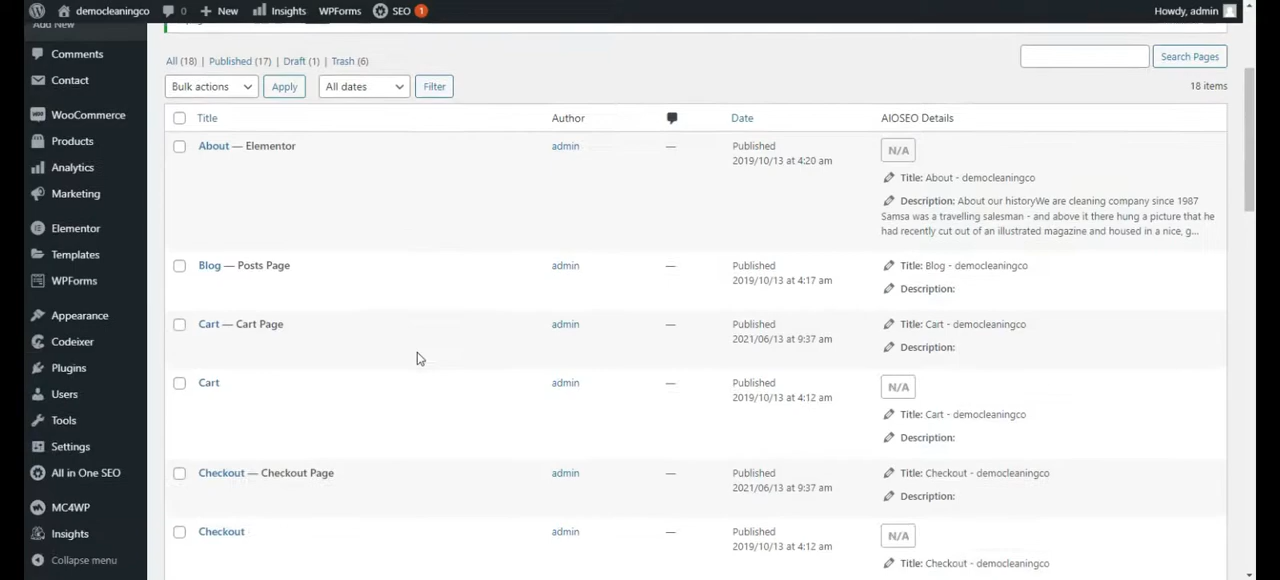 democleaningco 0 New Insights WPForms SEO 1 Howdy, admin
Add New
Comments
Contact
WooCommerce
Products
Analytics
Marketing
Elementor
Templates
WPForms
Appearance
Codeixer
Plugins
Users
Tools
Settings
All in One SEO
MC4WP
Insights
Collapse menu
All (18) | Published (17) | Draft (1) | Trash (6)
Search Pages
Bulk actions Apply All dates Filter
18 items
Title Author Date AIOSEO Details
About — Elementor admin — Published
2019/10/13 at 4:20 am
N/A
Title: About - democleaningco
Description: About our historyWe are cleaning company since 1987
Samsa was a travelling salesman - and above it there hung a picture that he
had recently cut out of an illustrated magazine and housed in a nice, g...
Blog — Posts Page admin — Published
2019/10/13 at 4:17 am
Title: Blog - democleaningco
Description:
Cart — Cart Page admin — Published
2021/06/13 at 9:37 am
Title: Cart - democleaningco
Description:
Cart admin — Published
2019/10/13 at 4:12 am
N/A
Title: Cart - democleaningco
Description:
Checkout — Checkout Page admin — Published
2021/06/13 at 9:37 am
Title: Checkout - democleaningco
Description:
Checkout admin — Published
2019/10/13 at 4:12 am
N/A
Title: Checkout - democleaningco